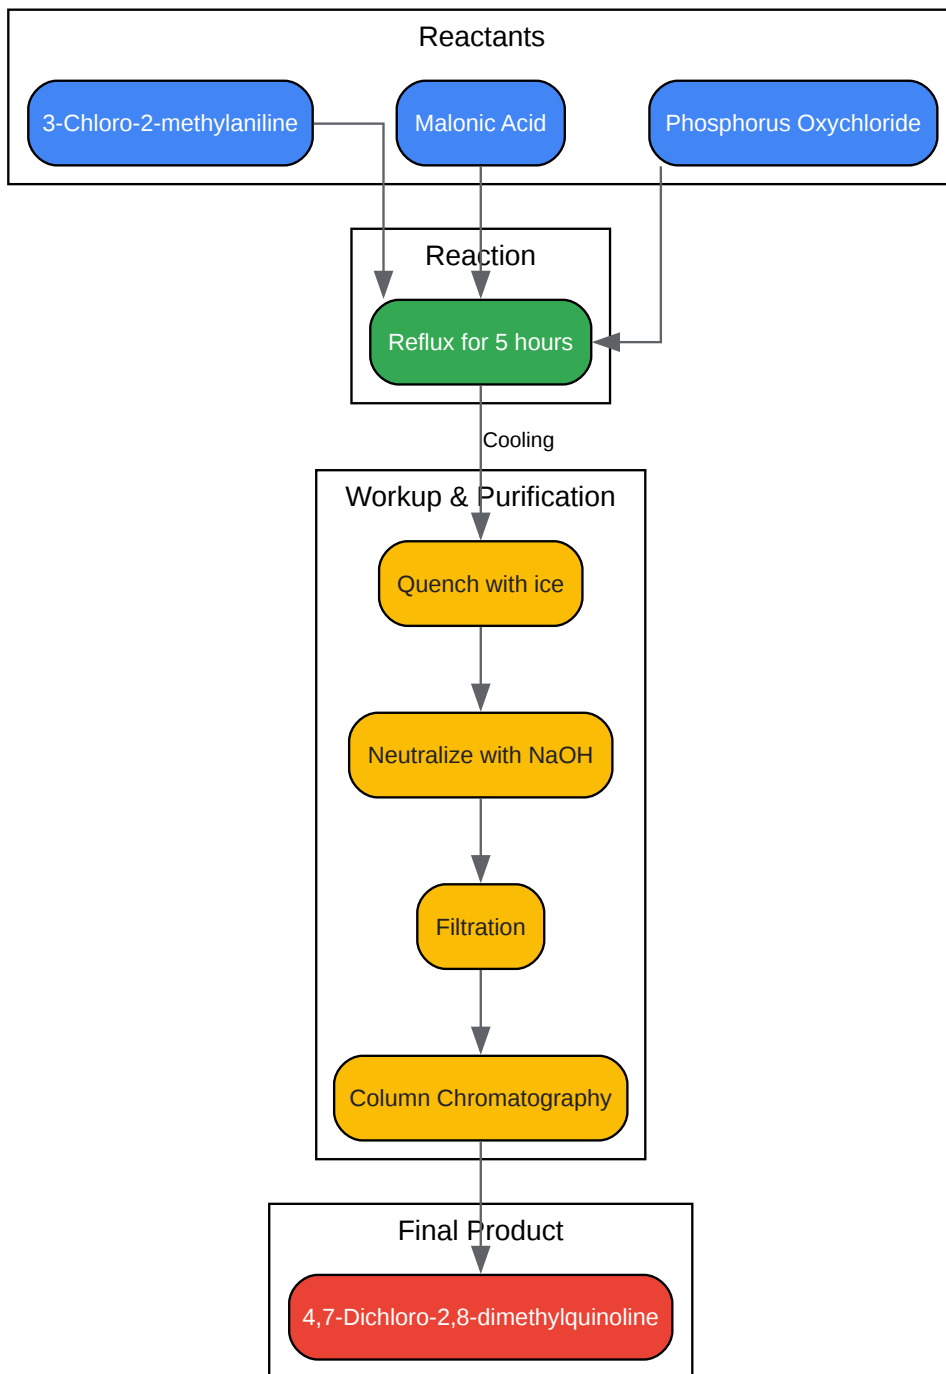 Reactants
3-Chloro-2-methylaniline
Malonic Acid
Phosphorus Oxychloride
Reaction
Reflux for 5 hours
Cooling
Workup & Purification
Quench with ice
Neutralize with NaOH
Filtration
Column Chromatography
Final Product
4,7-Dichloro-2,8-dimethylquinoline